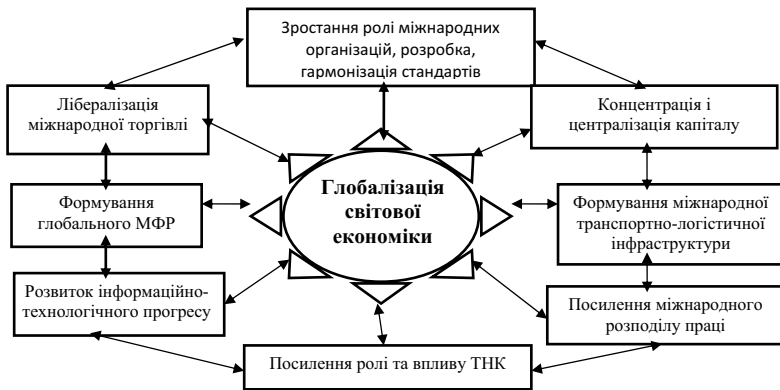 Зростання ролі міжнародних
організацій, розробка,
гармонізація стандартів
Лібералізація
міжнародної торгівлі
Концентрація і
централізація капіталу
Глобалізація
світової
економіки
Формування
глобального МФР
Формування міжнародної
транспортно-логістичної
інфраструктури
Розвиток інформаційно-
технологічного прогресу
Посилення міжнародного
розподілу праці
Посилення ролі та впливу ТНК